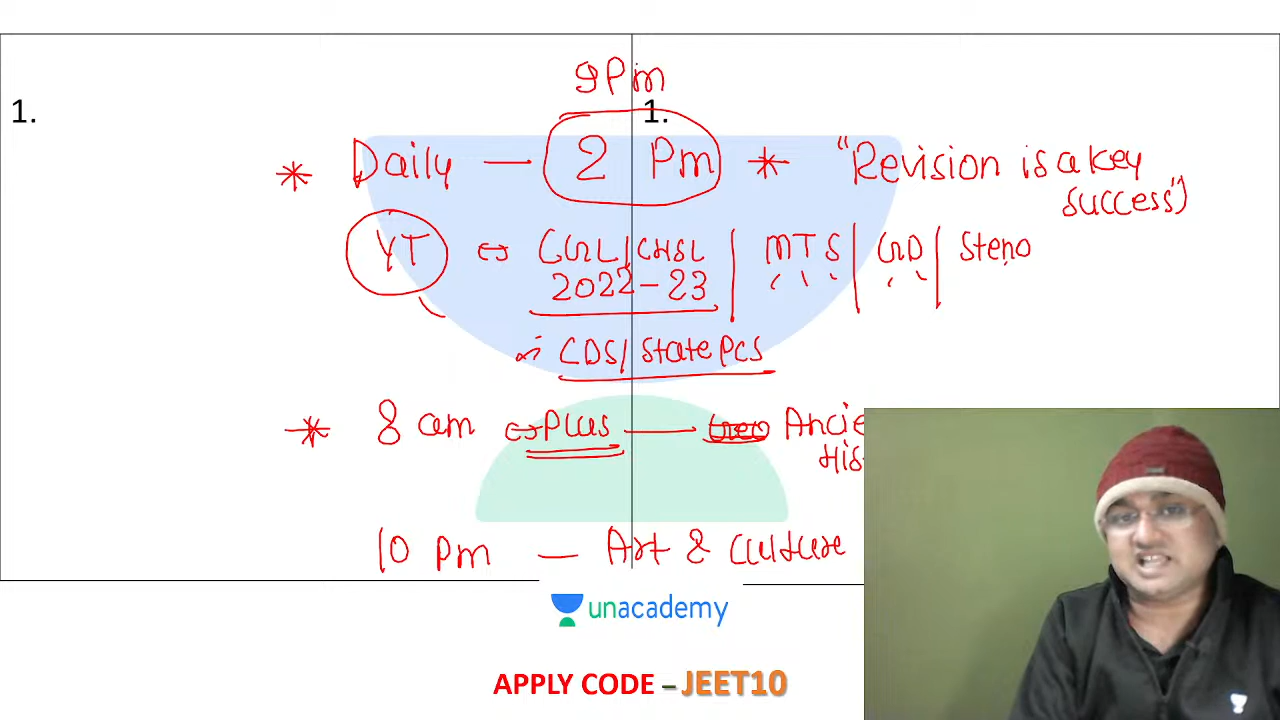 9Pm
1.
1.
* Daily — 2 Pm * "Revision is a key
success")
YT ⇔ CGL/CHSL | MTS | GD | Steno
2022-23
CDS/State PCS
* 8 am ⇔ Plus — Ancie
His
10 Pm — Art & Culture
unacademy
APPLY CODE – JEET10